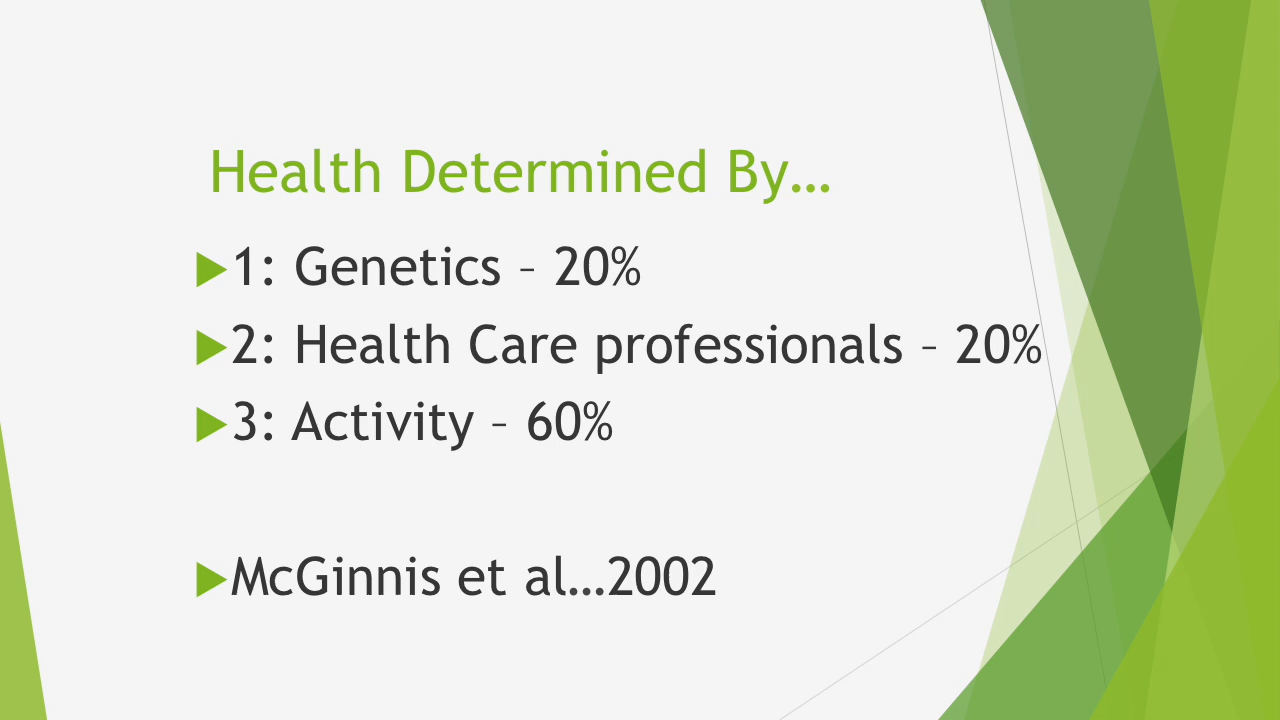 Health Determined By…
1: Genetics – 20%
2: Health Care professionals – 20%
3: Activity – 60%
McGinnis et al…2002